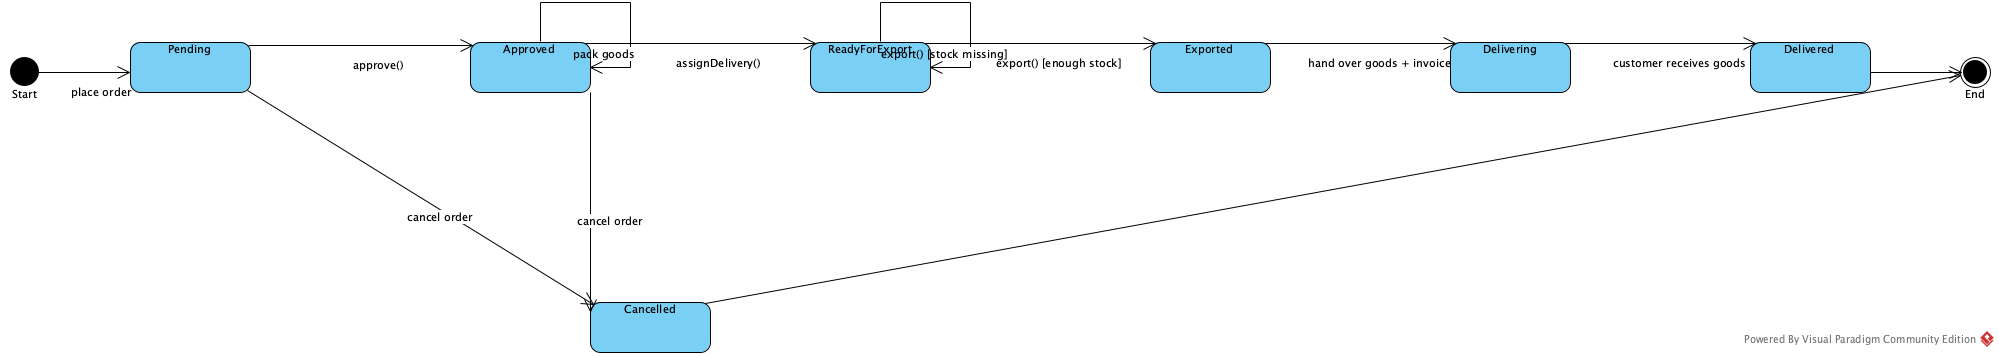 Start
place order
Pending
approve()
Approved
pack goods
assignDelivery()
ReadyForExport
export() [stock missing]
export() [enough stock]
Exported
hand over goods + invoice
Delivering
customer receives goods
Delivered
End
cancel order
cancel order
Cancelled
Powered By Visual Paradigm Community Edition